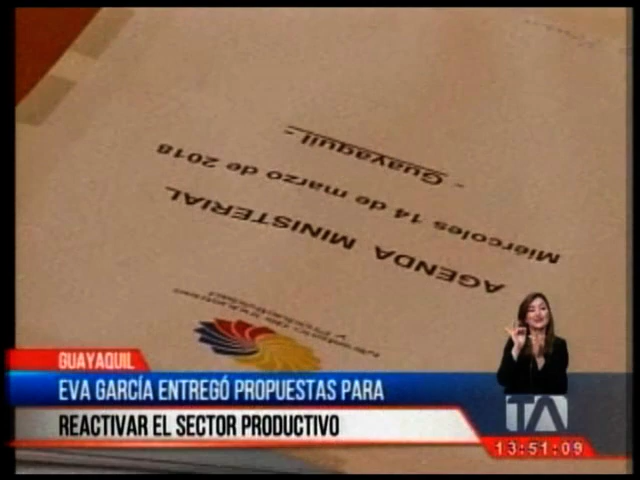 AGENDA MINISTERIAL
Miércoles 14 de marzo de 2018
- Guayaquil-
GUAYAQUIL
EVA GARCÍA ENTREGÓ PROPUESTAS PARA
REACTIVAR EL SECTOR PRODUCTIVO
TA
13:51:09